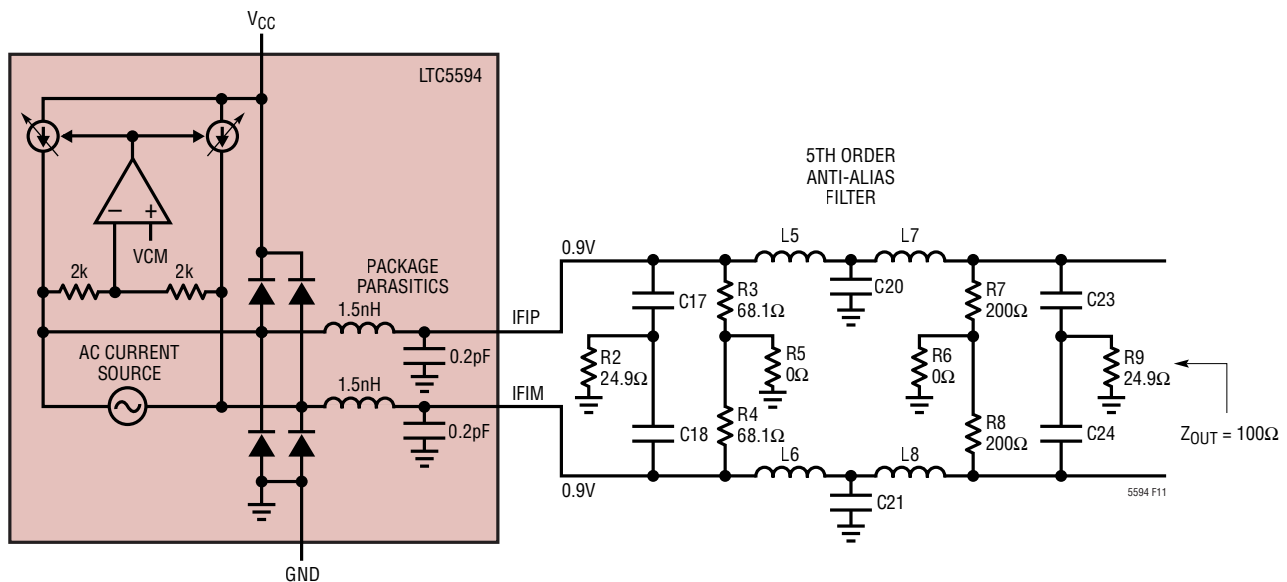 VCC
LTC5594
5TH ORDER
ANTI-ALIAS
FILTER
−
+
VCM
2k
2k
PACKAGE
PARASITICS
1.5nH
0.2pF
IFIP
AC CURRENT
SOURCE
1.5nH
0.2pF
IFIM
GND
0.9V
0.9V
C17
R2
24.9Ω
C18
R3
68.1Ω
R5
0Ω
R4
68.1Ω
L5
L7
C20
L6
L8
C21
R7
200Ω
R6
0Ω
R8
200Ω
C23
R9
24.9Ω
C24
ZOUT = 100Ω
5594 F11